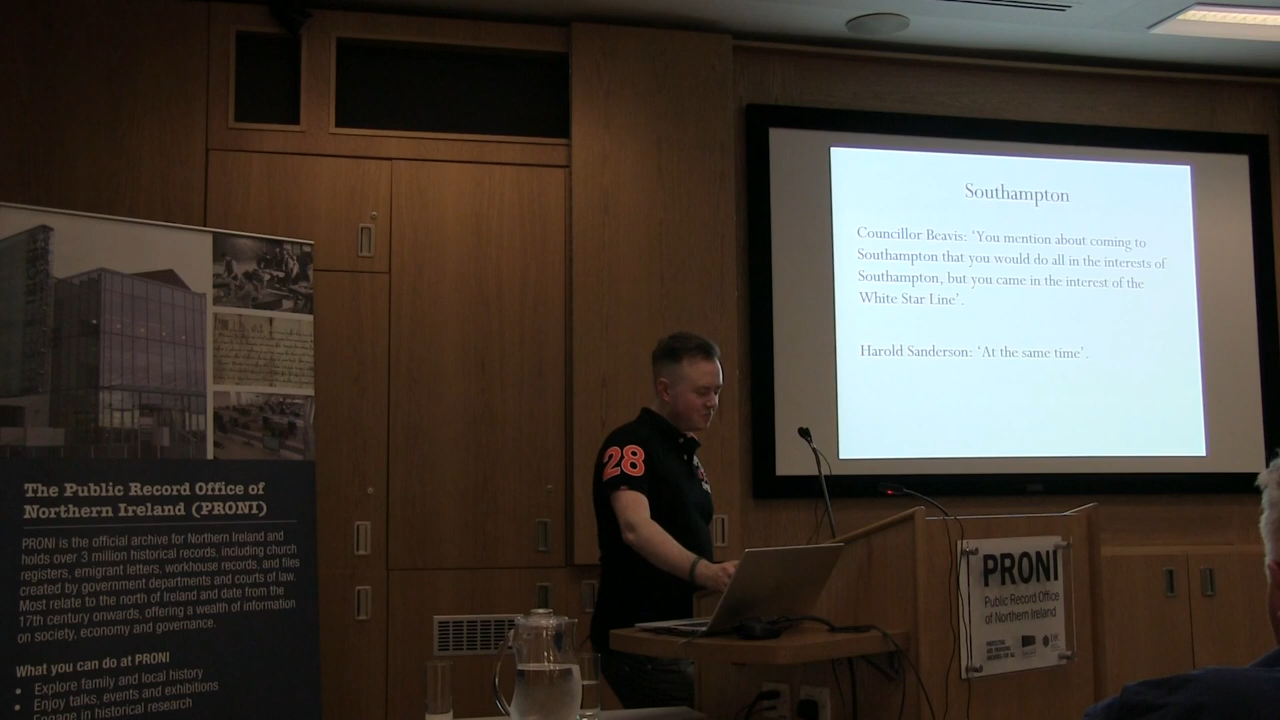 Southampton
Councillor Beavis: ‘You mention about coming to
Southampton that you would do all in the interests of
Southampton, but you came in the interest of the
White Star Line’.
Harold Sanderson: ‘At the same time’.
28
The Public Record Office of
Northern Ireland (PRONI)
PRONI is the official archive for Northern Ireland and
holds over 3 million historical records, including church
registers, emigrant letters, workhouse records, and files
created by government departments and courts of law.
Most relate to the north of Ireland and date from the
17th century onwards, offering a wealth of information
on society, economy and governance.
What you can do at PRONI
• Explore family and local history
• Enjoy talks, events and exhibitions
• Engage in historical research
PRONI
Public Record Office
of Northern Ireland